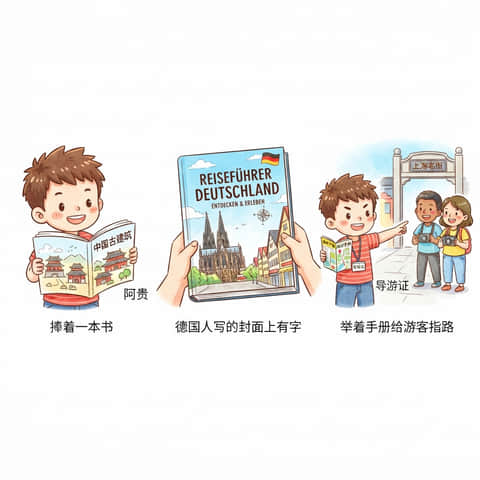 中国古建筑
阿贵
捧着一本书
REISEFÜHRER
DEUTSCHLAND
ENTDECKEN & ERLEBEN
德国人写的封面上有字
上海老街
导游证
举着手册给游客指路